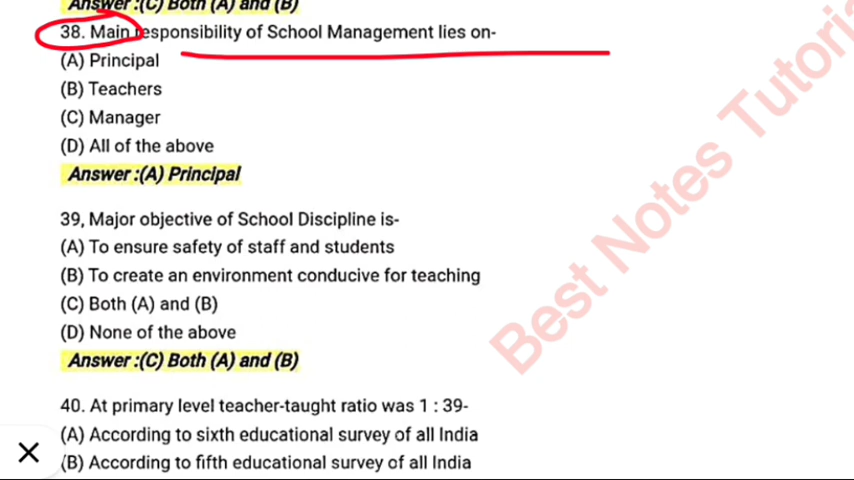 Answer :(C) Both (A) and (B)
38. Main responsibility of School Management lies on-
(A) Principal
(B) Teachers
(C) Manager
(D) All of the above
Answer :(A) Principal
39, Major objective of School Discipline is-
(A) To ensure safety of staff and students
(B) To create an environment conducive for teaching
(C) Both (A) and (B)
(D) None of the above
Answer :(C) Both (A) and (B)
40. At primary level teacher-taught ratio was 1 : 39-
(A) According to sixth educational survey of all India
(B) According to fifth educational survey of all India
Best Notes Tutoria